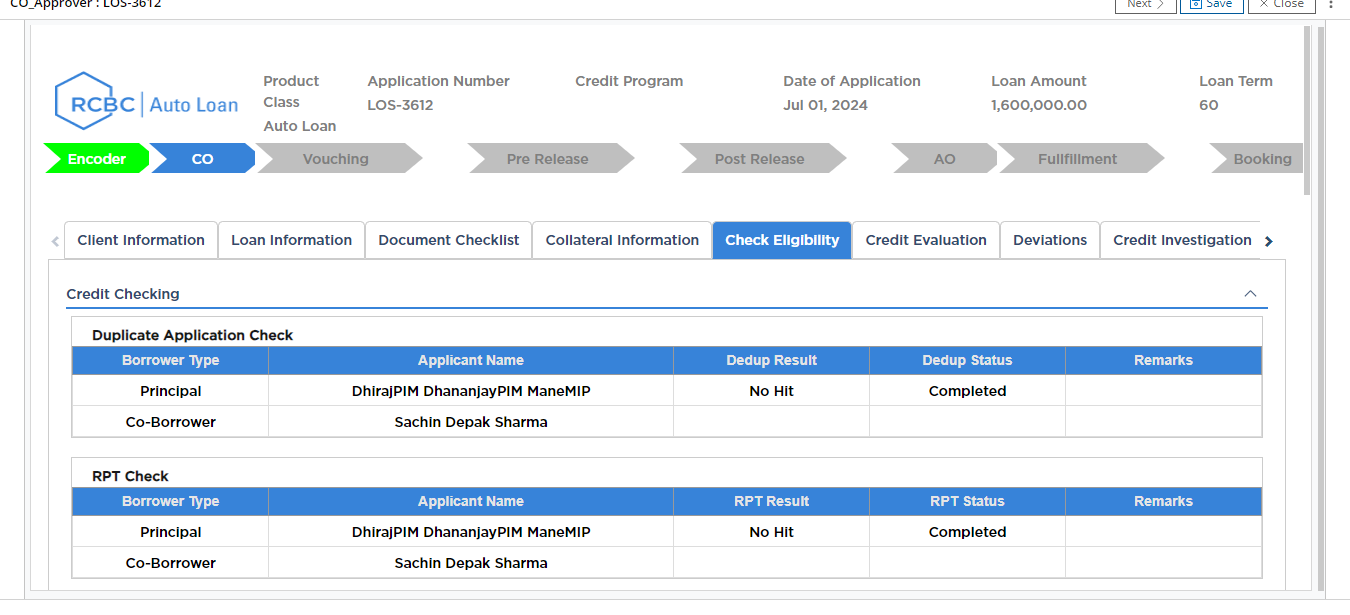 CO_Approver : LOS-3612
Next
Save
Close
RCBC Auto Loan
Product Class
Auto Loan
Application Number
LOS-3612
Credit Program
Date of Application
Jul 01, 2024
Loan Amount
1,600,000.00
Loan Term
60
Encoder CO Vouching Pre Release Post Release AO Fullfillment Booking
Client Information Loan Information Document Checklist Collateral Information Check Eligibility Credit Evaluation Deviations Credit Investigation
Credit Checking
Duplicate Application Check
Borrower Type Applicant Name Dedup Result Dedup Status Remarks
Principal DhirajPIM DhananjayPIM ManeMIP No Hit Completed
Co-Borrower Sachin Depak Sharma
RPT Check
Borrower Type Applicant Name RPT Result RPT Status Remarks
Principal DhirajPIM DhananjayPIM ManeMIP No Hit Completed
Co-Borrower Sachin Depak Sharma